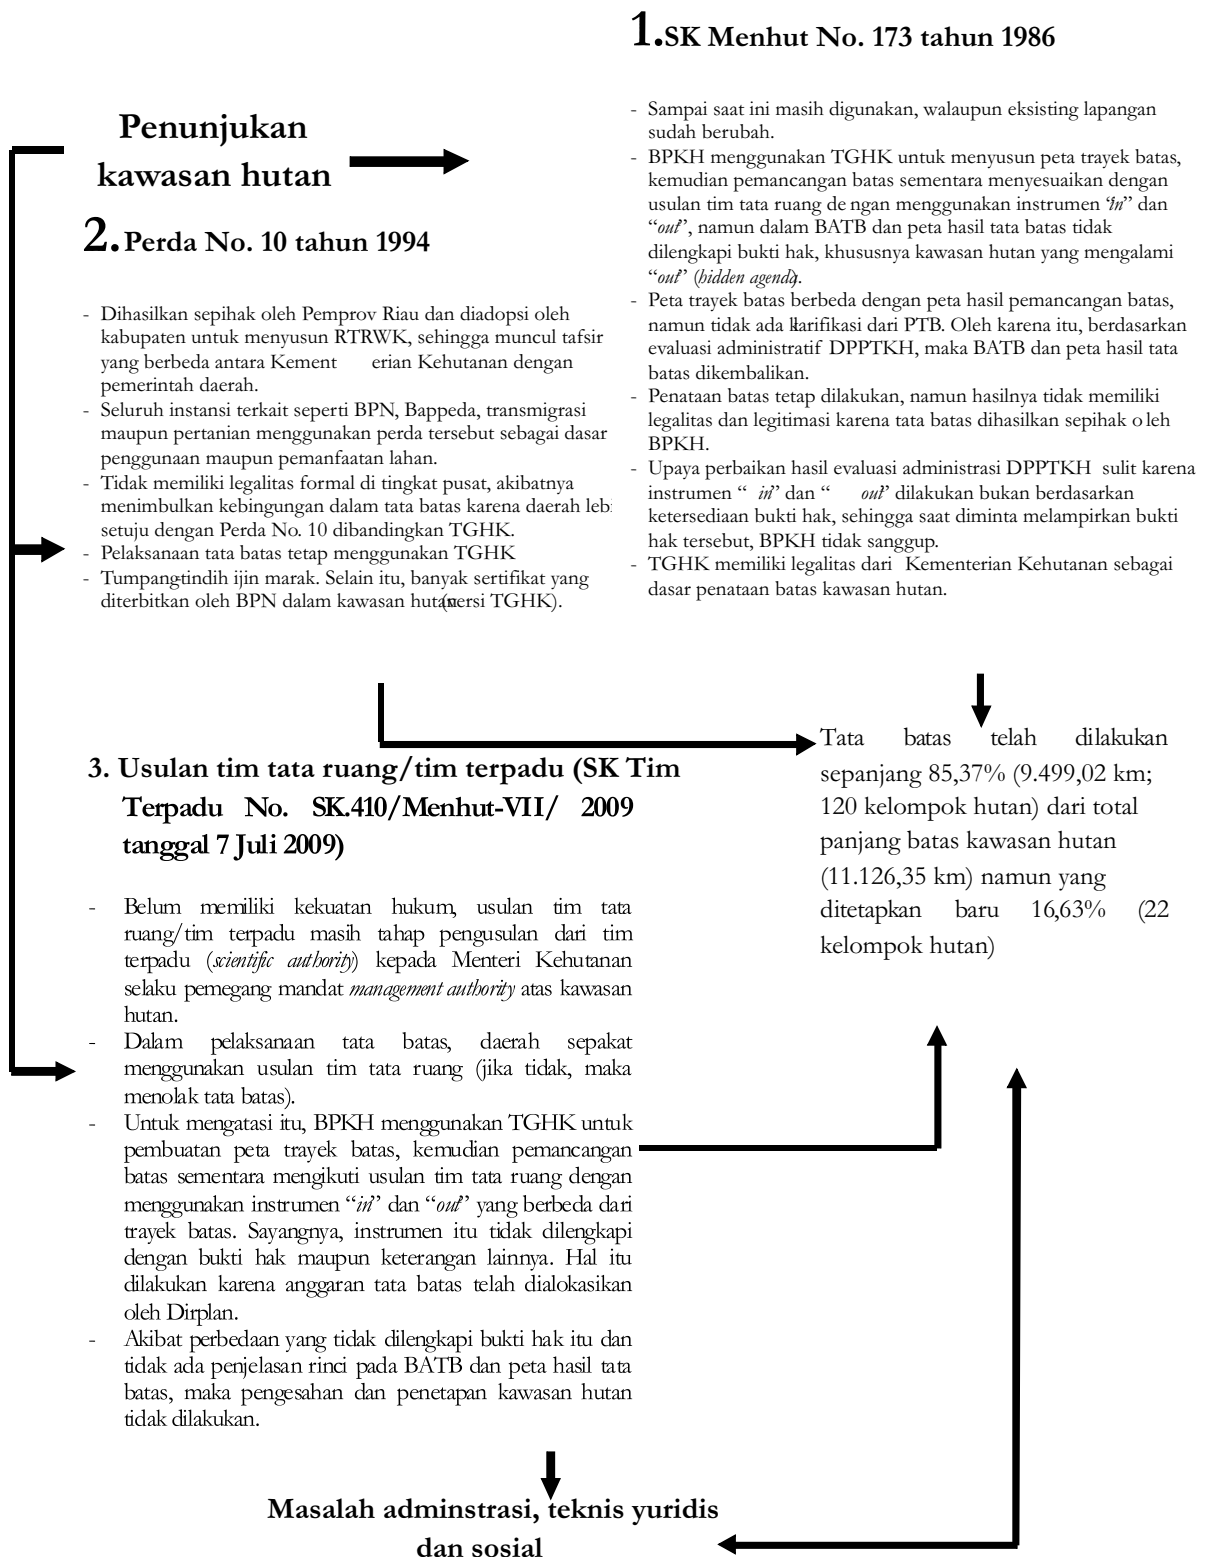 1.SK Menhut No. 173 tahun 1986
- Sampai saat ini masih digunakan, walaupun eksisting lapangan
sudah berubah.
- BPKH menggunakan TGHK untuk menyusun peta trayek batas,
kemudian pemancangan batas sementara menyesuaikan dengan
usulan tim tata ruang de ngan menggunakan instrumen “in” dan
“out”, namun dalam BATB dan peta hasil tata batas tidak
dilengkapi bukti hak, khususnya kawasan hutan yang mengalami
“out” (hidden agenda).
- Peta trayek batas berbeda dengan peta hasil pemancangan batas,
namun tidak ada klarifikasi dari PTB. Oleh karena itu, berdasarkan
evaluasi administratif DPPTKH, maka BATB dan peta hasil tata
batas dikembalikan.
- Penataan batas tetap dilakukan, namun hasilnya tidak memiliki
legalitas dan legitimasi karena tata batas dihasilkan sepihak o leh
BPKH.
- Upaya perbaikan hasil evaluasi administrasi DPPTKH sulit karena
instrumen “ in” dan “ out” dilakukan bukan berdasarkan
ketersediaan bukti hak, sehingga saat diminta melampirkan bukti
hak tersebut, BPKH tidak sanggup.
- TGHK memiliki legalitas dari Kementerian Kehutanan sebagai
dasar penataan batas kawasan hutan.
Penunjukan
kawasan hutan
2.Perda No. 10 tahun 1994
- Dihasilkan sepihak oleh Pemprov Riau dan diadopsi oleh
kabupaten untuk menyusun RTRWK, sehingga muncul tafsir
yang berbeda antara Kement erian Kehutanan dengan
pemerintah daerah.
- Seluruh instansi terkait seperti BPN, Bappeda, transmigrasi
maupun pertanian menggunakan perda tersebut sebagai dasar
penggunaan maupun pemanfaatan lahan.
- Tidak memiliki legalitas formal di tingkat pusat, akibatnya
menimbulkan kebingungan dalam tata batas karena daerah lebi
setuju dengan Perda No. 10 dibandingkan TGHK.
- Pelaksanaan tata batas tetap menggunakan TGHK
- Tumpang-tindih ijin marak. Selain itu, banyak sertifikat yang
diterbitkan oleh BPN dalam kawasan hutan (versi TGHK).
Tata batas telah dilakukan
sepanjang 85,37% (9.499,02 km;
120 kelompok hutan) dari total
panjang batas kawasan hutan
(11.126,35 km) namun yang
ditetapkan baru 16,63% (22
kelompok hutan)
3. Usulan tim tata ruang/tim terpadu (SK Tim
Terpadu No. SK.410/Menhut-VII/ 2009
tanggal 7 Juli 2009)
- Belum memiliki kekuatan hukum, usulan tim tata
ruang/tim terpadu masih tahap pengusulan dari tim
terpadu (scientific authority) kepada Menteri Kehutanan
selaku pemegang mandat management authority atas kawasan
hutan.
- Dalam pelaksanaan tata batas, daerah sepakat
menggunakan usulan tim tata ruang (jika tidak, maka
menolak tata batas).
- Untuk mengatasi itu, BPKH menggunakan TGHK untuk
pembuatan peta trayek batas, kemudian pemancangan
batas sementara mengikuti usulan tim tata ruang dengan
menggunakan instrumen “in” dan “out” yang berbeda dari
trayek batas. Sayangnya, instrumen itu tidak dilengkapi
dengan bukti hak maupun keterangan lainnya. Hal itu
dilakukan karena anggaran tata batas telah dialokasikan
oleh Dirplan.
- Akibat perbedaan yang tidak dilengkapi bukti hak itu dan
tidak ada penjelasan rinci pada BATB dan peta hasil tata
batas, maka pengesahan dan penetapan kawasan hutan
tidak dilakukan.
Masalah adminstrasi, teknis yuridis
dan sosial